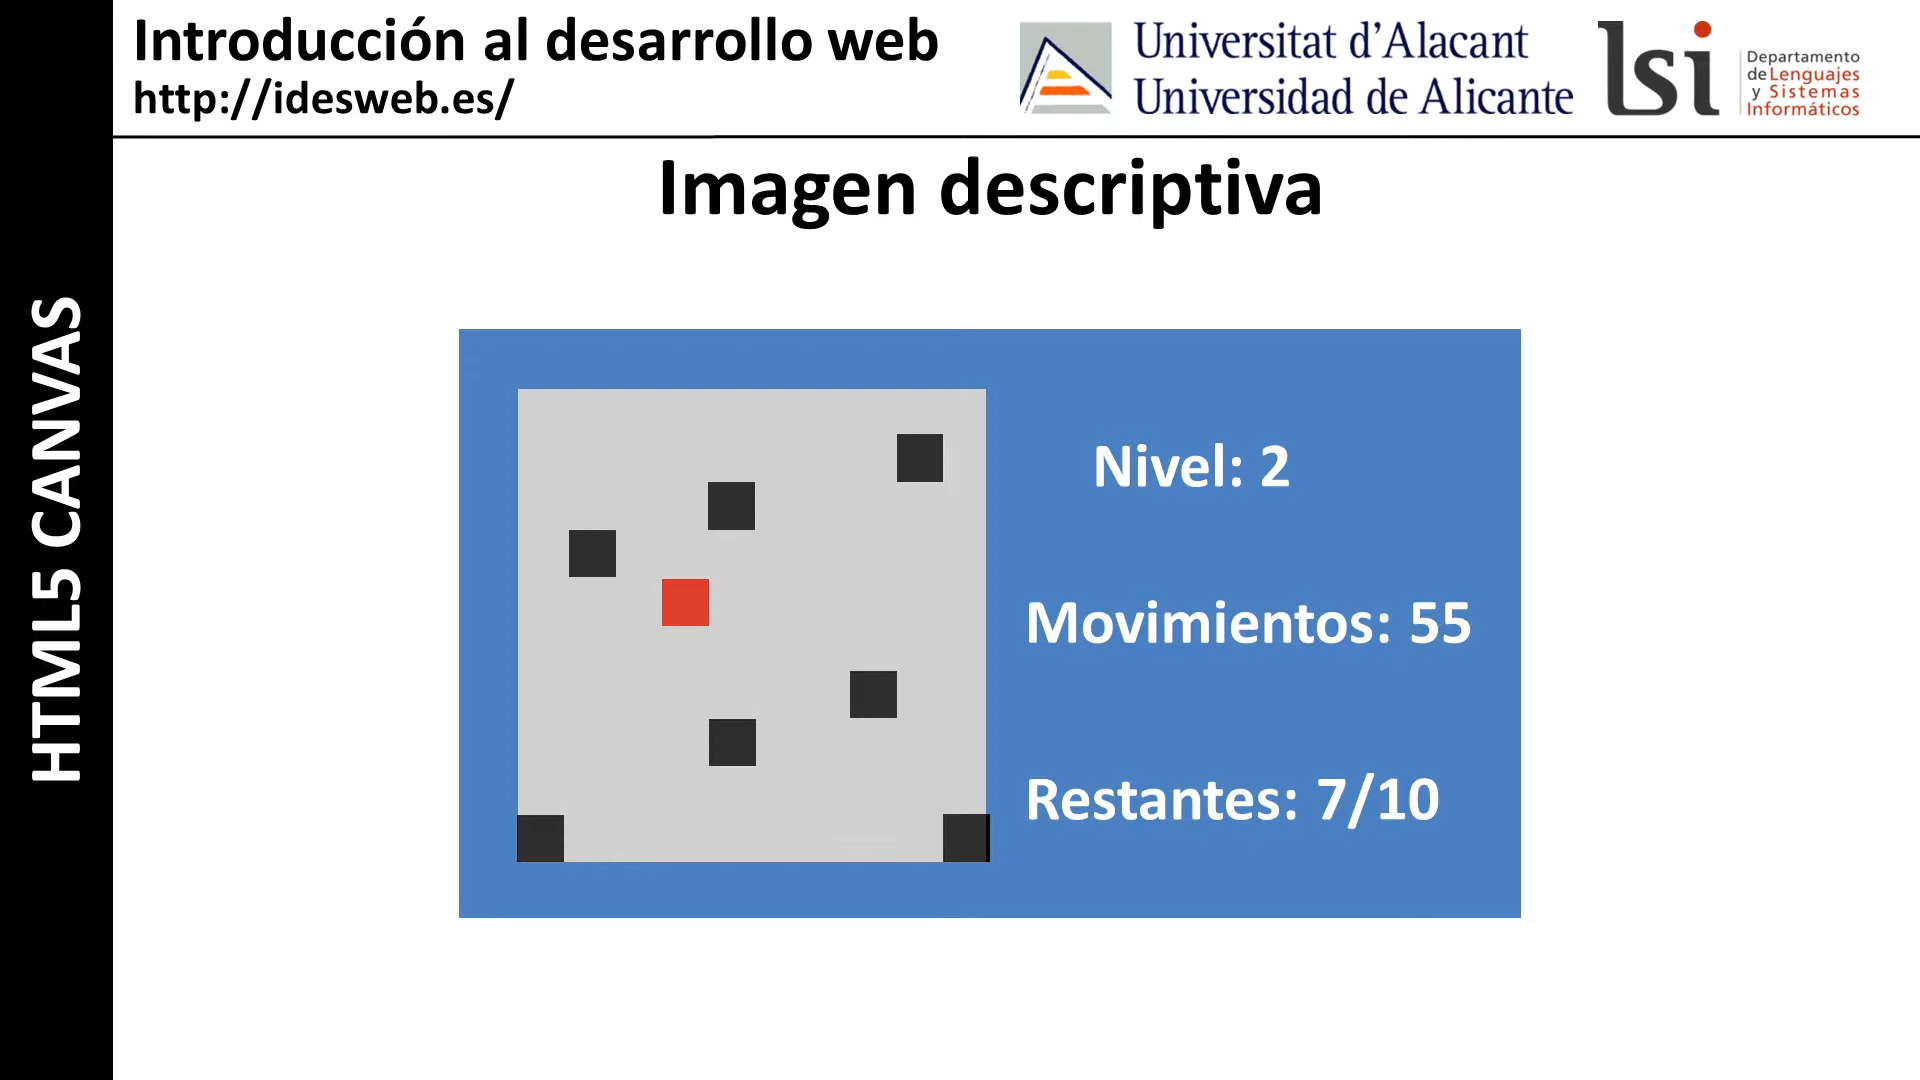 Introducción al desarrollo web
http://idesweb.es/
Universitat d'Alacant
Universidad de Alicante
lsi
Departamento
de Lenguajes
y Sistemas
Informáticos
HTML5 CANVAS
Imagen descriptiva
Nivel: 2
Movimientos: 55
Restantes: 7/10